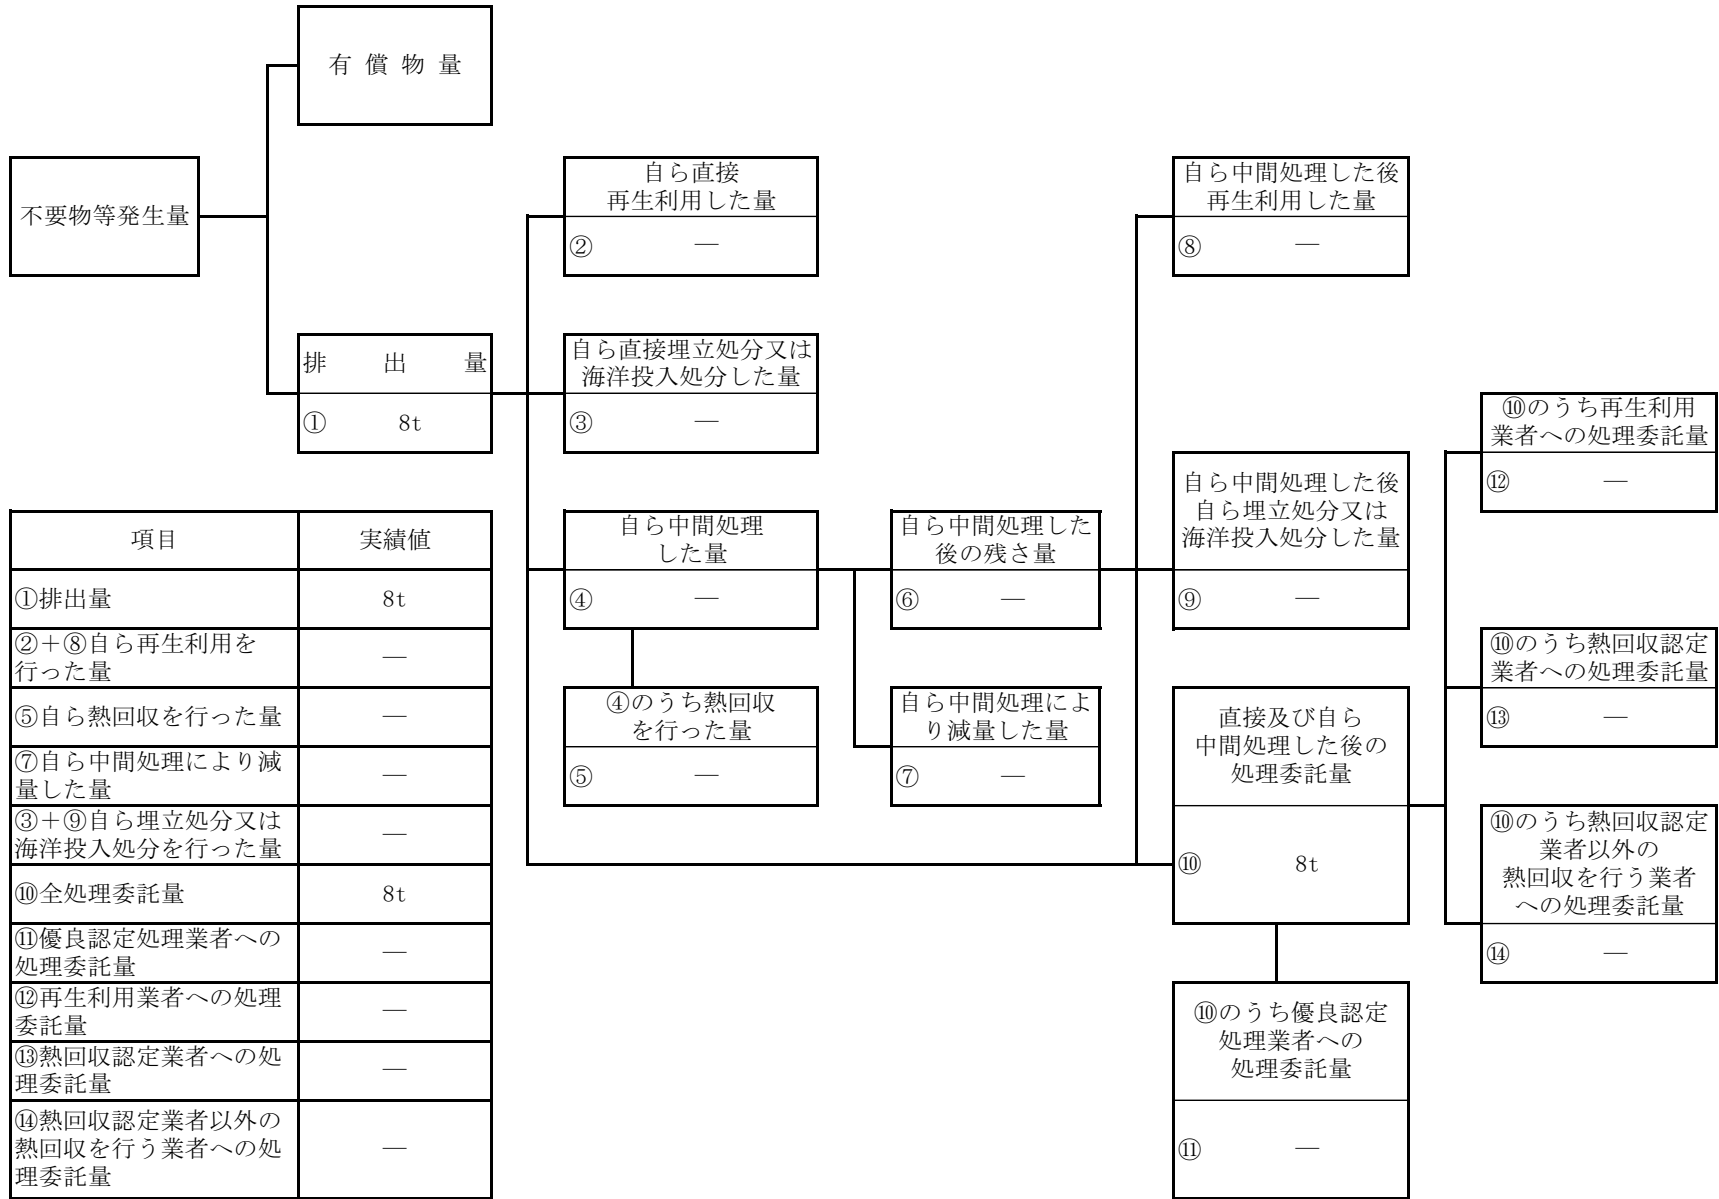 有償物量
不要物等発生量
自ら直接
再生利用した量
② ―
自ら中間処理した後
再生利用した量
⑧ ―
排出量
① 8t
自ら直接埋立処分又は
海洋投入処分した量
③ ―
⑩のうち再生利用
業者への処理委託量
⑫ ―
自ら中間処理した後
自ら埋立処分又は
海洋投入処分した量
⑨ ―
自ら中間処理
した量
④ ―
自ら中間処理した
後の残さ量
⑥ ―
⑩のうち熱回収認定
業者への処理委託量
⑬ ―
④のうち熱回収
を行った量
⑤ ―
自ら中間処理によ
り減量した量
⑦ ―
直接及び自ら
中間処理した後の
処理委託量
⑩ 8t
⑩のうち熱回収認定
業者以外の
熱回収を行う業者
への処理委託量
⑭ ―
⑩のうち優良認定
処理業者への
処理委託量
⑪ ―
項目 実績値
①排出量 8t
②＋⑧自ら再生利用を
行った量 ―
⑤自ら熱回収を行った量 ―
⑦自ら中間処理により減
量した量 ―
③＋⑨自ら埋立処分又は
海洋投入処分を行った量 ―
⑩全処理委託量 8t
⑪優良認定処理業者への
処理委託量 ―
⑫再生利用業者への処理
委託量 ―
⑬熱回収認定業者への処
理委託量 ―
⑭熱回収認定業者以外の
熱回収を行う業者への処
理委託量 ―